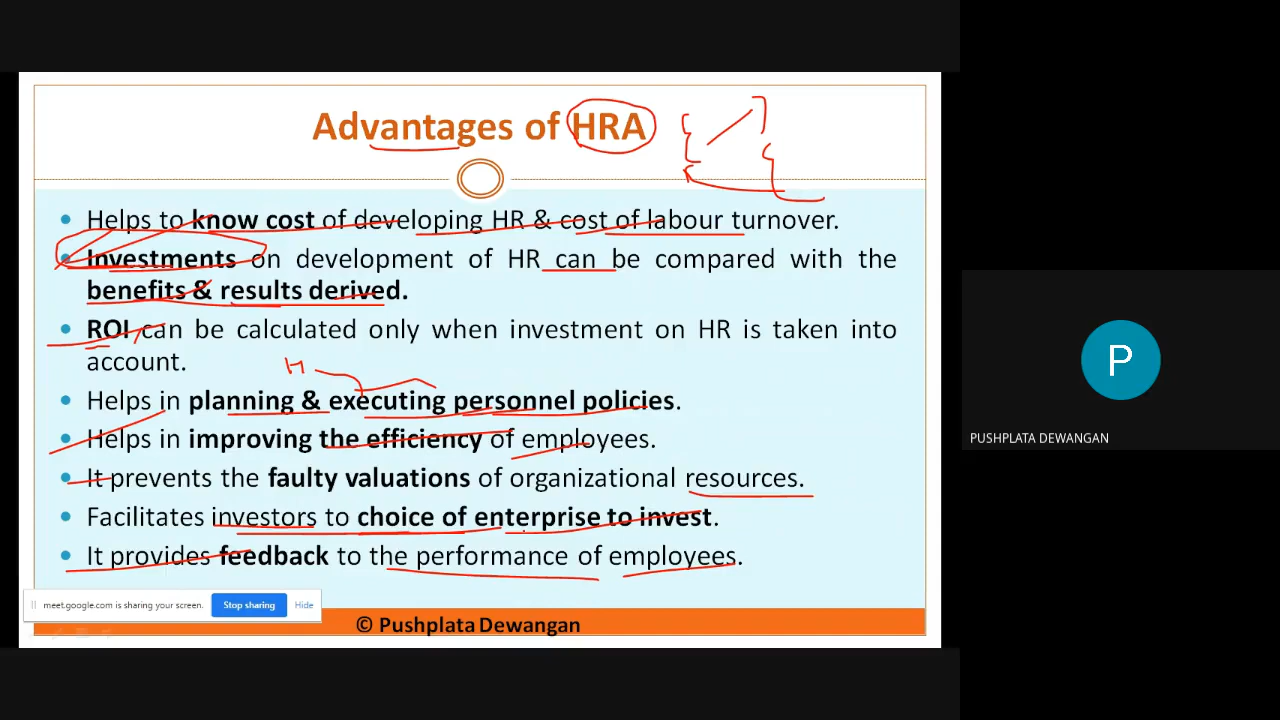 Advantages of HRA
• Helps to know cost of developing HR & cost of labour turnover.
• Investments on development of HR can be compared with the
benefits & results derived.
• ROI can be calculated only when investment on HR is taken into
account.
H
• Helps in planning & executing personnel policies.
• Helps in improving the efficiency of employees.
• It prevents the faulty valuations of organizational resources.
• Facilitates investors to choice of enterprise to invest.
• It provides feedback to the performance of employees.
meet.google.com is sharing your screen. Stop sharing Hide
© Pushplata Dewangan
P
PUSHPLATA DEWANGAN